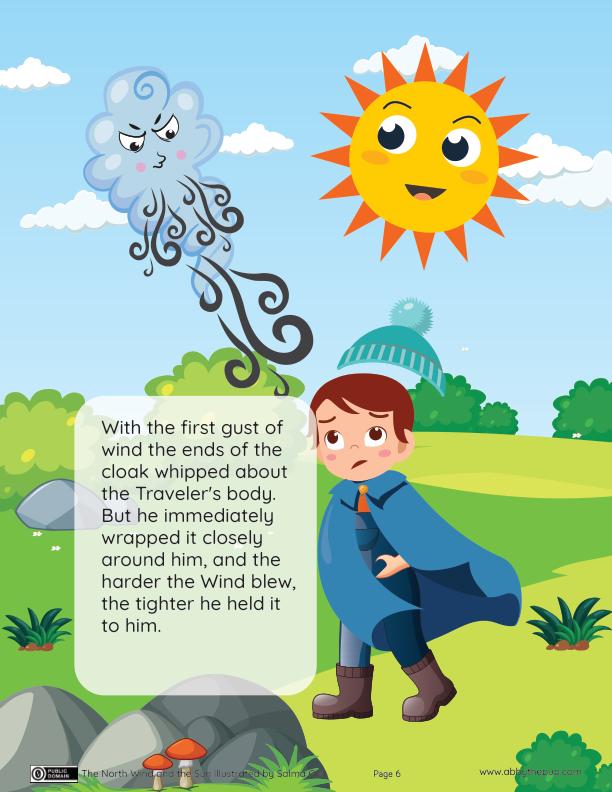 With the first gust of
wind the ends of the
cloak whipped about
the Traveler's body.
But he immediately
wrapped it closely
around him, and the
harder the Wind blew,
the tighter he held it
to him.
PUBLIC
DOMAIN
The North Wind and the Sun Illustrated by Salma
Page 6
www.abbythepup.com